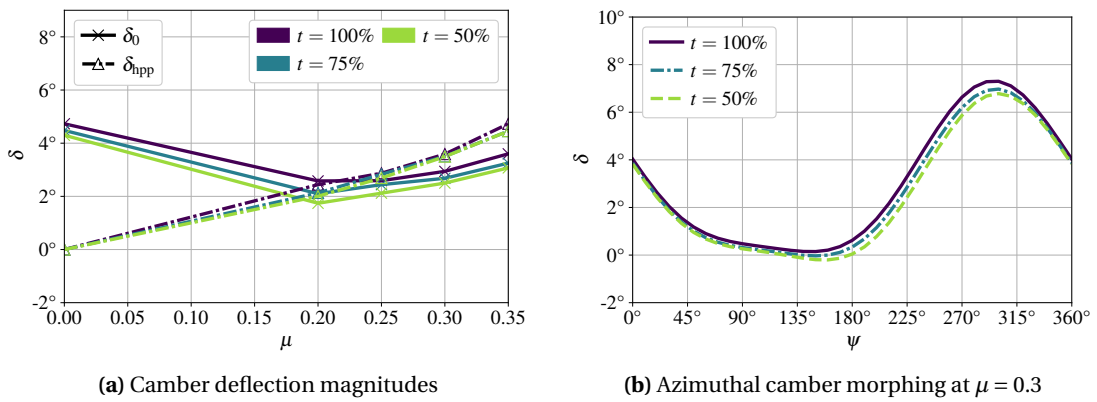 8°
6°
4°
2°
0°
-2°
δ
δ₀
δhpp
t = 100%
t = 75%
t = 50%
0.00 0.05 0.10 0.15 0.20 0.25 0.30 0.35
μ
(a) Camber deflection magnitudes
10°
8°
6°
4°
2°
0°
-2°
δ
t = 100%
t = 75%
t = 50%
0° 45° 90° 135° 180° 225° 270° 315° 360°
ψ
(b) Azimuthal camber morphing at μ = 0.3